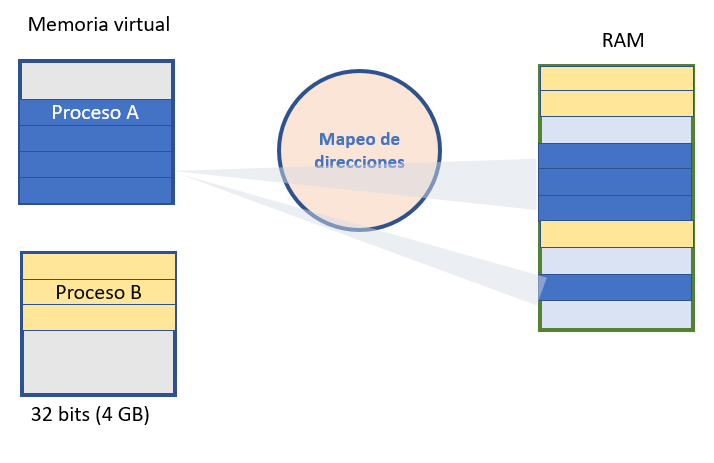 Memoria virtual
RAM
Proceso A
Mapeo de
direcciones
Proceso B
32 bits (4 GB)